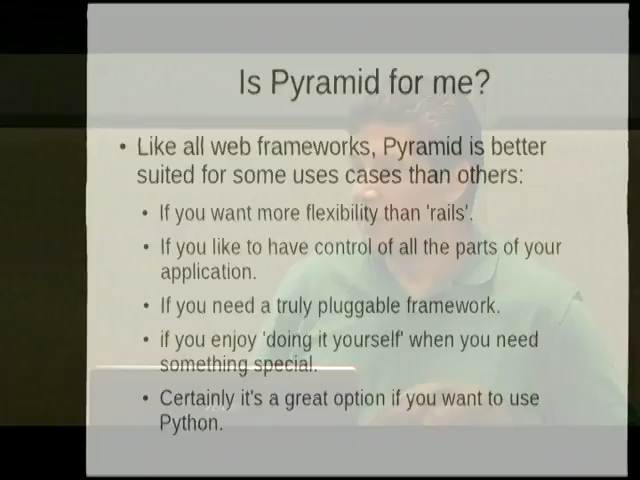 Is Pyramid for me?
• Like all web frameworks, Pyramid is better
suited for some uses cases than others:
• If you want more flexibility than 'rails'.
• If you like to have control of all the parts of your
application.
• If you need a truly pluggable framework.
• if you enjoy 'doing it yourself' when you need
something special.
• Certainly it's a great option if you want to use
Python.